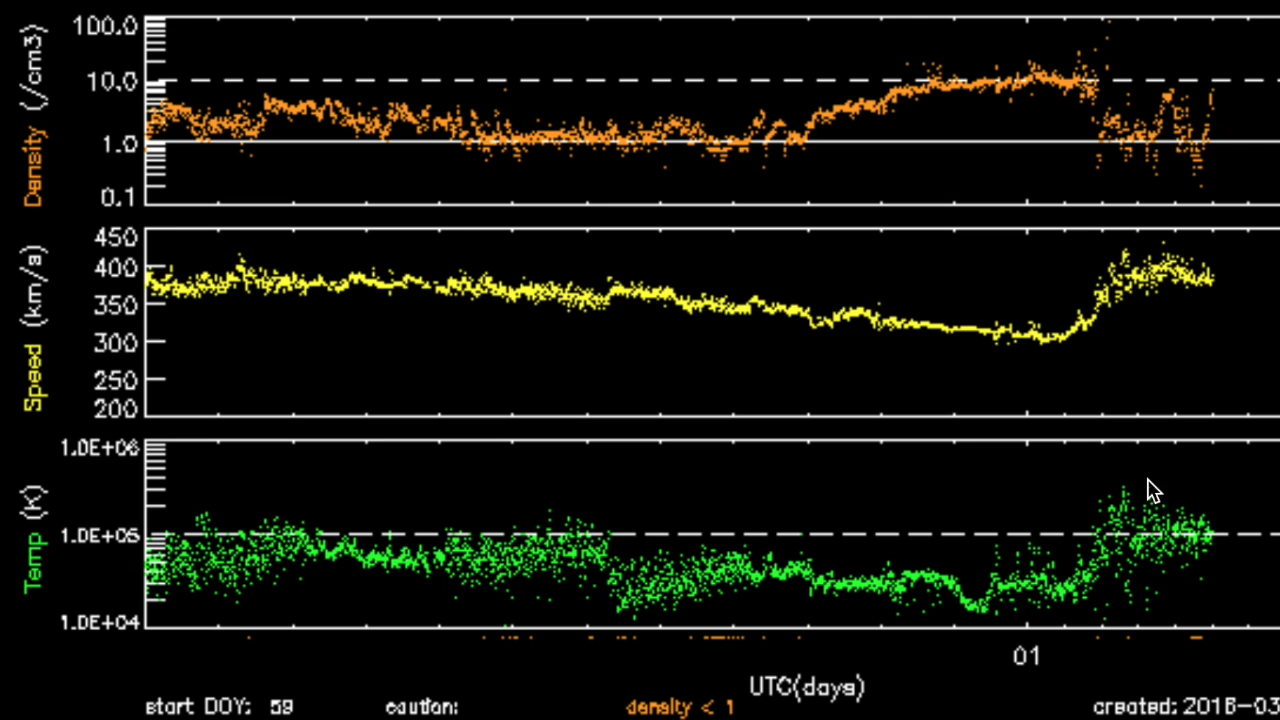 100.0
10.0
1.0
0.1
Density (/cm3)
450
400
350
300
250
200
Speed (km/s)
1.0E+06
1.0E+05
1.0E+04
Temp (K)
01
UTC(days)
start DOY: 59 caution: density < 1 created: 2016-03